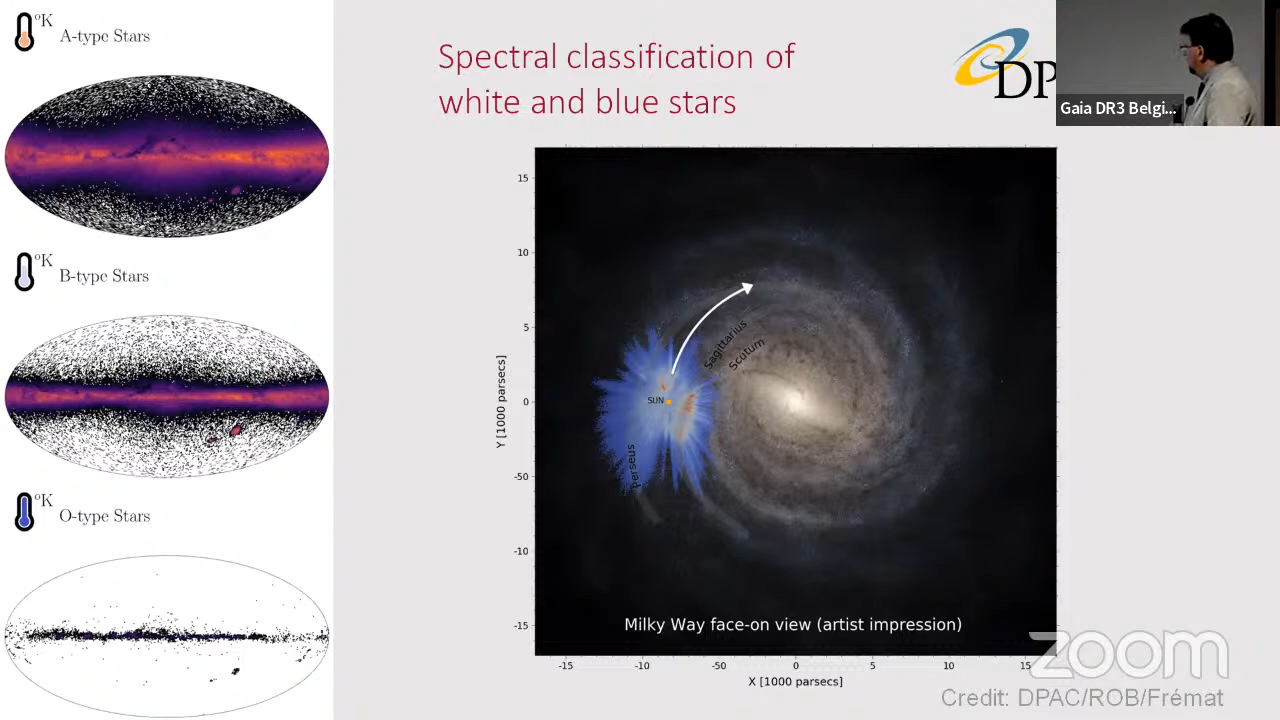 °K
A-type Stars
°K
B-type Stars
°K
O-type Stars
Spectral classification of
white and blue stars
DP
Gaia DR3 Belgi...
15
10
5
0
-50
-10
-15
Y [1000 parsecs]
Sagittarius
Scutum
SUN
Perseus
Milky Way face-on view (artist impression)
-15
-10
-50
0
5
10
15
X [1000 parsecs]
zoom
Credit: DPAC/ROB/Frémat